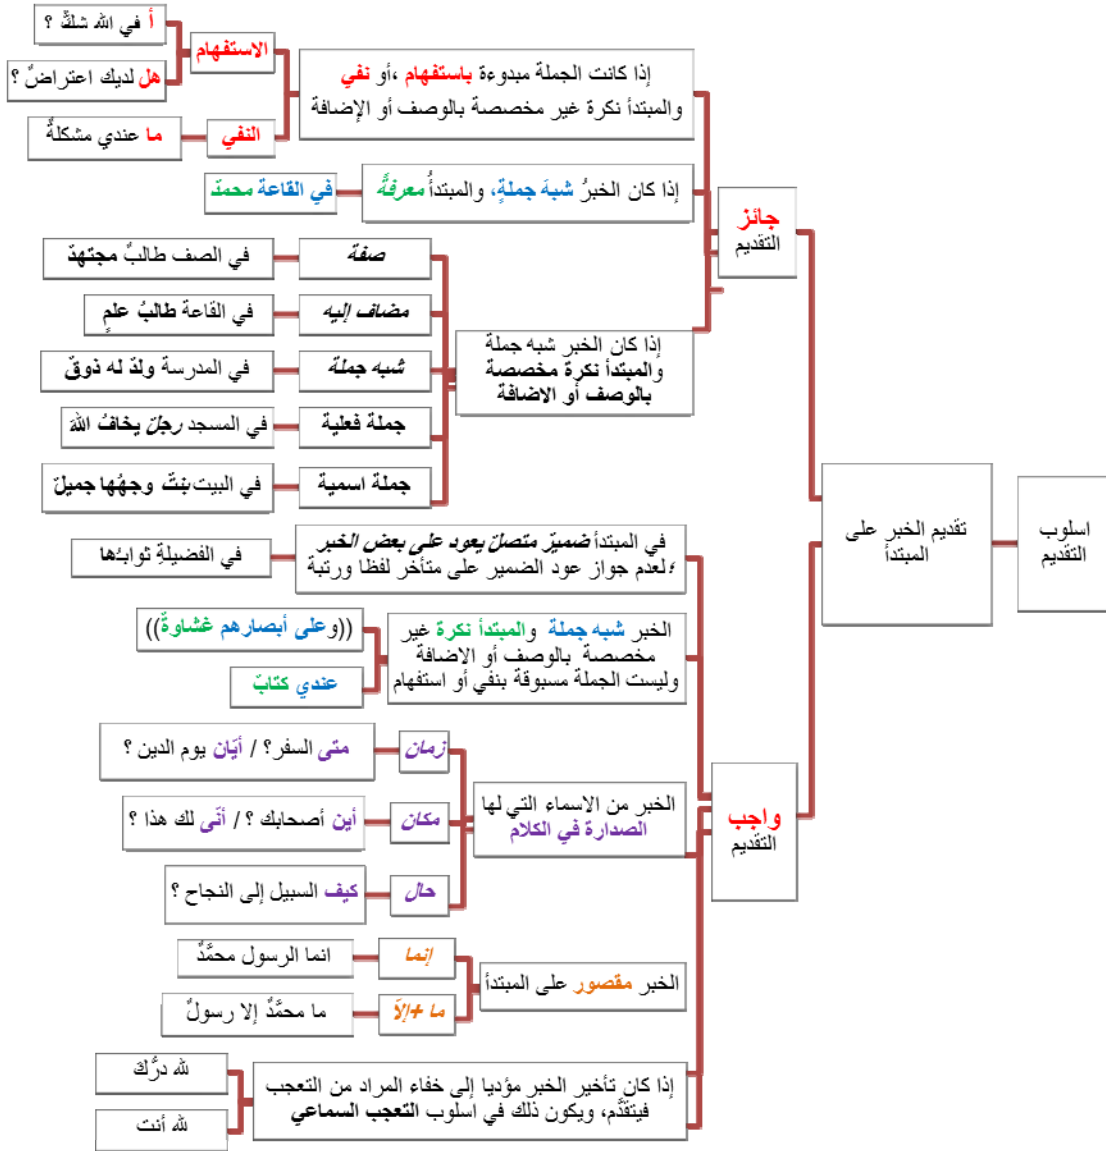 اسلوب
التقديم
تقديم الخبر على
المبتدأ
جائز
التقديم
إذا كانت الجملة مبدوءة باستفهام ،أو نفي
والمبتدأ نكرة غير مخصصة بالوصف أو الإضافة
الاستفهام
أ في الله شكٌ ؟
هل لديك اعتراضٌ ؟
النفي
ما عندي مشكلةٌ
إذا كان الخبرُ شبهَ جملةٍ، والمبتدأُ معرفةً
في القاعة محمدٌ
إذا كان الخبر شبه جملة
والمبتدأ نكرة مخصصة
بالوصف أو الاضافة
صفة
في الصف طالبٌ مجتهدٌ
مضاف إليه
في القاعة طالبُ علمٍ
شبه جملة
في المدرسة ولدٌ له ذوقٌ
جملة فعلية
في المسجد رجلٌ يخافُ اللهَ
جملة اسمية
في البيت بنتٌ وجهُها جميلٌ
واجب
التقديم
في المبتدأ ضميرٌ متصلٌ يعود على بعض الخبر
؛ لعدم جواز عود الضمير على متأخر لفظا ورتبة
في الفضيلةِ ثوابُها
الخبر شبه جملة والمبتدأ نكرة غير
مخصصة بالوصف أو الاضافة
وليست الجملة مسبوقة بنفي أو استفهام
((وعلى أبصارهم غشاوةٌ))
عندي كتابٌ
الخبر من الاسماء التي لها
الصدارة في الكلام
زمان
متى السفر؟ / أيّان يوم الدين ؟
مكان
أين أصحابك ؟ / أنّى لك هذا ؟
حال
كيف السبيل إلى النجاح ؟
الخبر مقصور على المبتدأ
إنما
انما الرسول محمَّدٌ
ما +إلاّ
ما محمَّدٌ إلا رسولٌ
إذا كان تأخير الخبر مؤديا إلى خفاء المراد من التعجب
فيتقدَّم، ويكون ذلك في اسلوب التعجب السماعي
لله درُّكَ
لله أنت